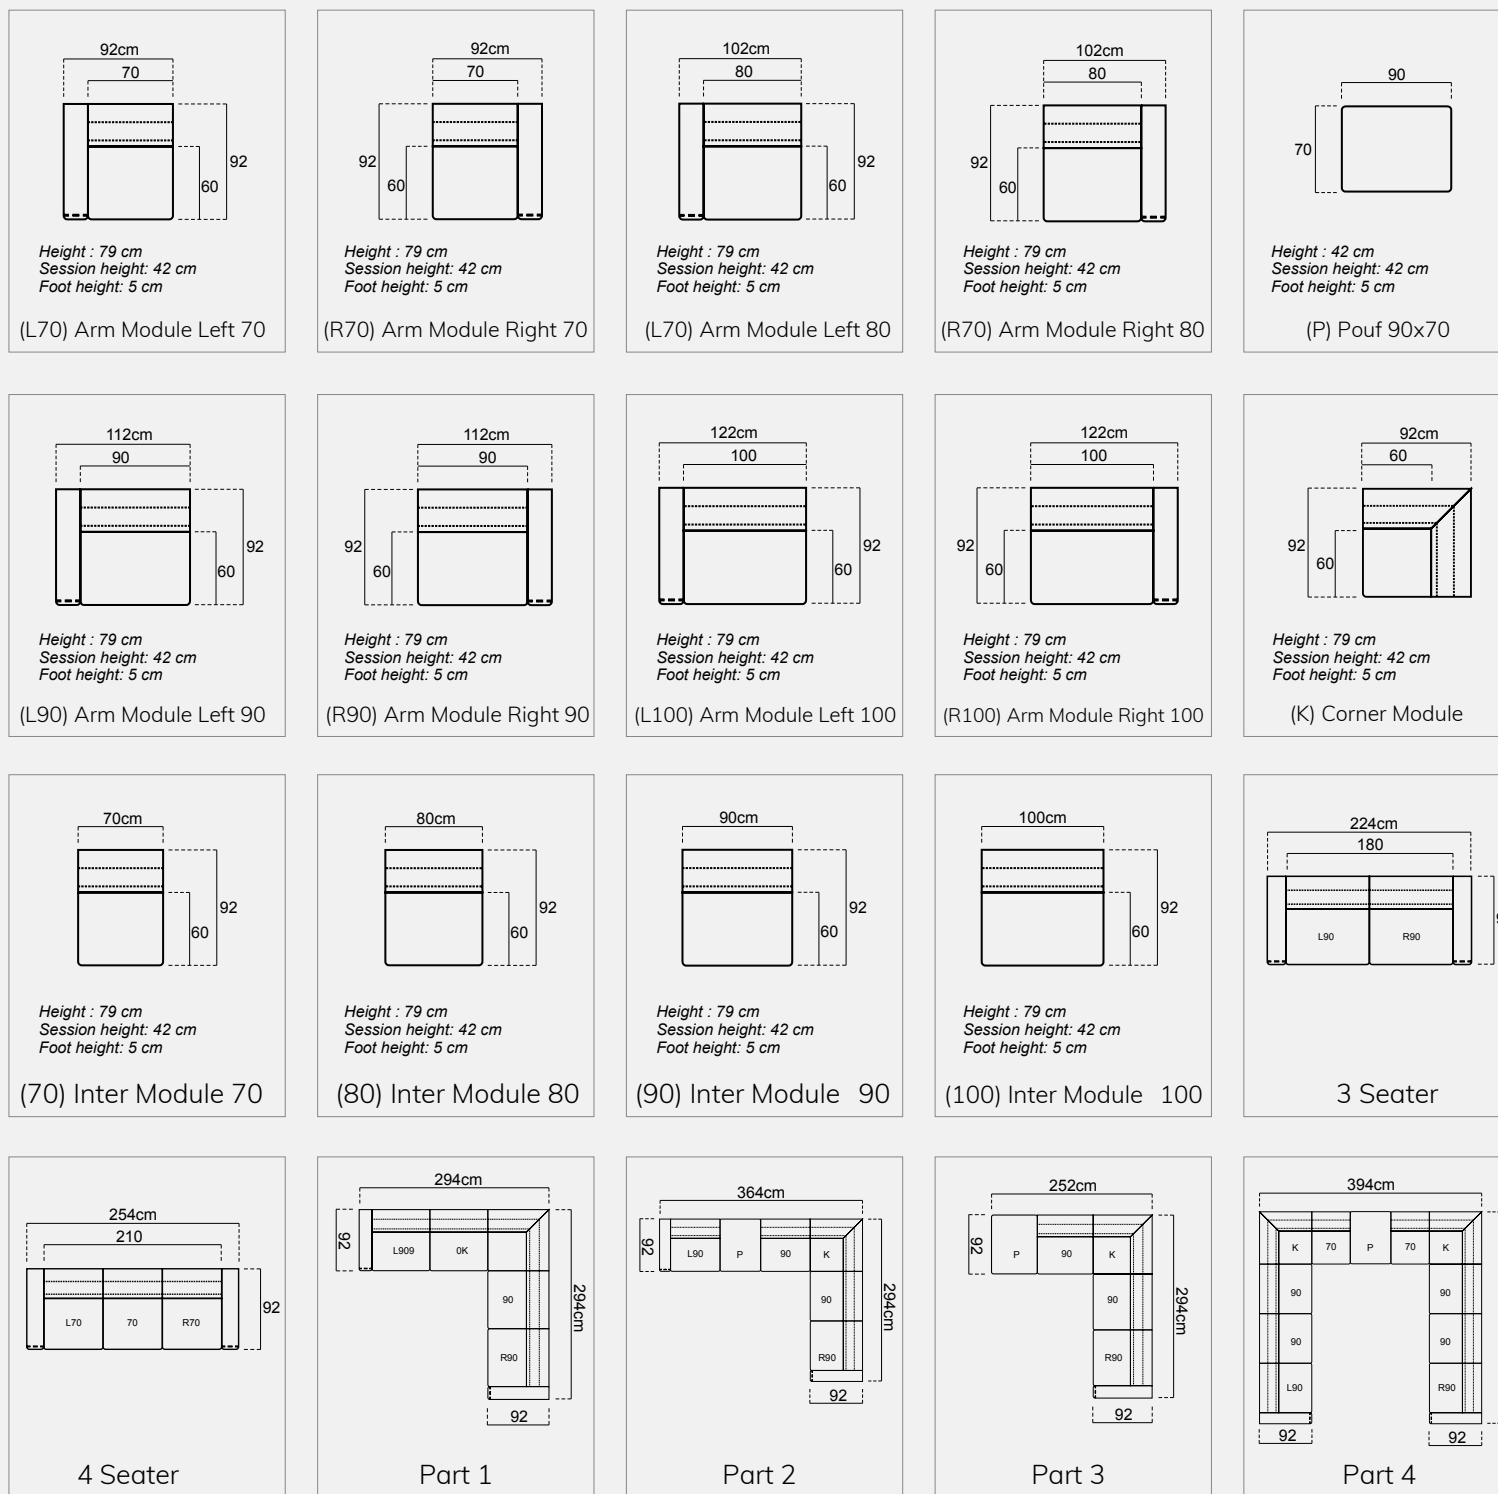 92cm
70
92
60
Height : 79 cm
Session height: 42 cm
Foot height: 5 cm
(L70) Arm Module Left 70
92cm
70
92
60
Height : 79 cm
Session height: 42 cm
Foot height: 5 cm
(R70) Arm Module Right 70
102cm
80
92
60
Height : 79 cm
Session height: 42 cm
Foot height: 5 cm
(L70) Arm Module Left 80
102cm
80
92
60
Height : 79 cm
Session height: 42 cm
Foot height: 5 cm
(R70) Arm Module Right 80
90
70
Height : 42 cm
Session height: 42 cm
Foot height: 5 cm
(P) Pouf 90x70
112cm
90
92
60
Height : 79 cm
Session height: 42 cm
Foot height: 5 cm
(L90) Arm Module Left 90
112cm
90
92
60
Height : 79 cm
Session height: 42 cm
Foot height: 5 cm
(R90) Arm Module Right 90
122cm
100
92
60
Height : 79 cm
Session height: 42 cm
Foot height: 5 cm
(L100) Arm Module Left 100
122cm
100
92
60
Height : 79 cm
Session height: 42 cm
Foot height: 5 cm
(R100) Arm Module Right 100
92cm
60
92
60
Height : 79 cm
Session height: 42 cm
Foot height: 5 cm
(K) Corner Module
70cm
92
60
Height : 79 cm
Session height: 42 cm
Foot height: 5 cm
(70) Inter Module 70
80cm
92
60
Height : 79 cm
Session height: 42 cm
Foot height: 5 cm
(80) Inter Module 80
90cm
92
60
Height : 79 cm
Session height: 42 cm
Foot height: 5 cm
(90) Inter Module 90
100cm
92
60
Height : 79 cm
Session height: 42 cm
Foot height: 5 cm
(100) Inter Module 100
224cm
180
L90 R90
3 Seater
254cm
210
92
L70 70 R70
4 Seater
294cm
92
L909 0K
90
294cm
R90
92
Part 1
364cm
92
L90 P 90 K
90
294cm
R90
92
Part 2
252cm
92
P 90 K
90
294cm
R90
92
Part 3
394cm
K 70 P 70 K
90 90
90 90
L90 R90
92 92
Part 4